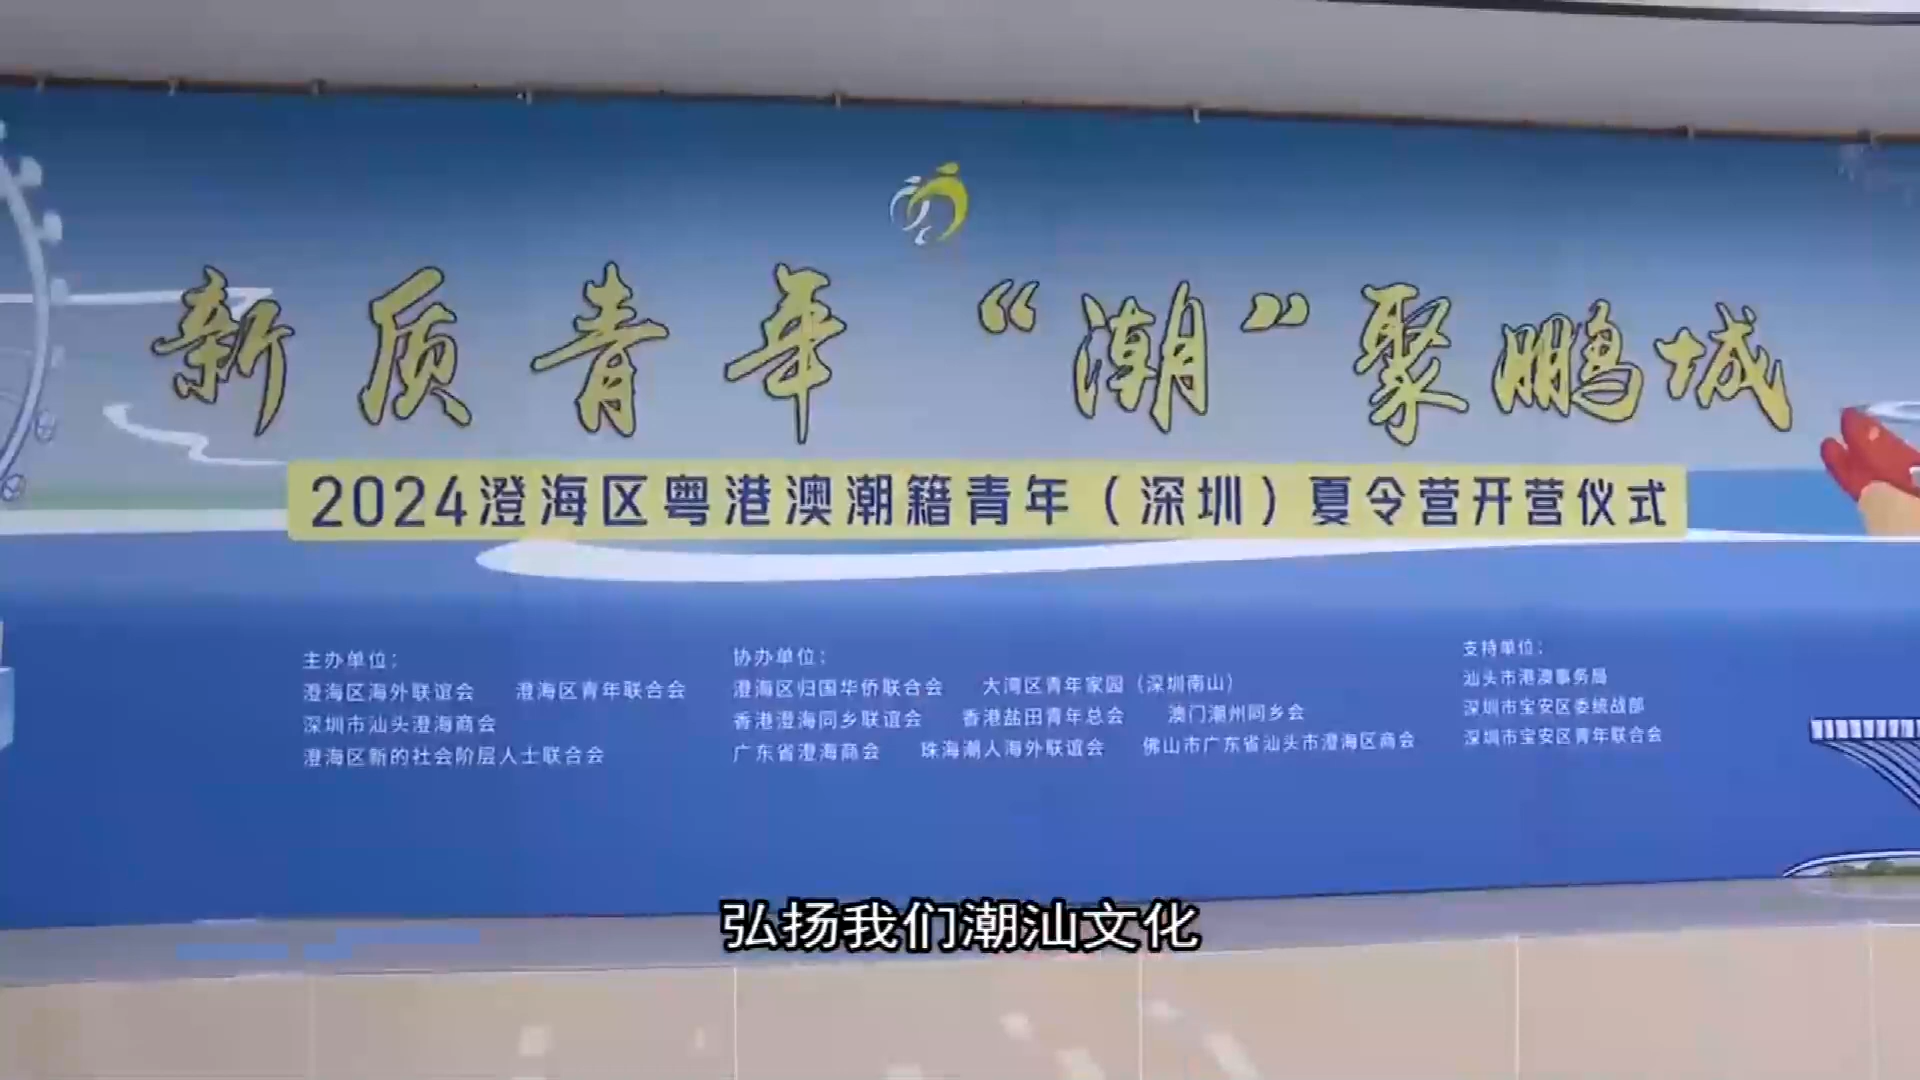 新质青年“潮”聚鹏城
2024澄海区粤港澳潮籍青年（深圳）夏令营开营仪式
主办单位：
澄海区海外联谊会 澄海区青年联合会
深圳市汕头澄海商会
澄海区新的社会阶层人士联合会
协办单位：
澄海区归国华侨联合会 大湾区青年家园（深圳南山）
香港澄海同乡联谊会 香港盐田青年总会 澳门潮州同乡会
广东省澄海商会 珠海潮人海外联谊会 佛山市广东省汕头市澄海区商会
支持单位：
汕头市港澳事务局
深圳市宝安区委统战部
深圳市宝安区青年联合会
弘扬我们潮汕文化